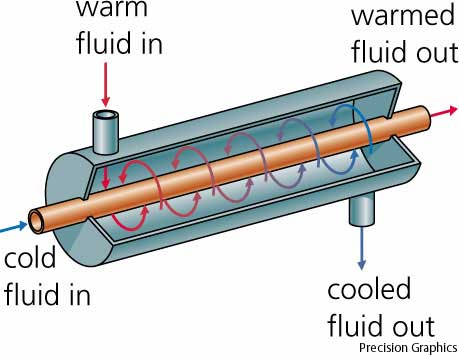 warm
fluid in
warmed
fluid out
cold
fluid in
cooled
fluid out
Precision Graphics